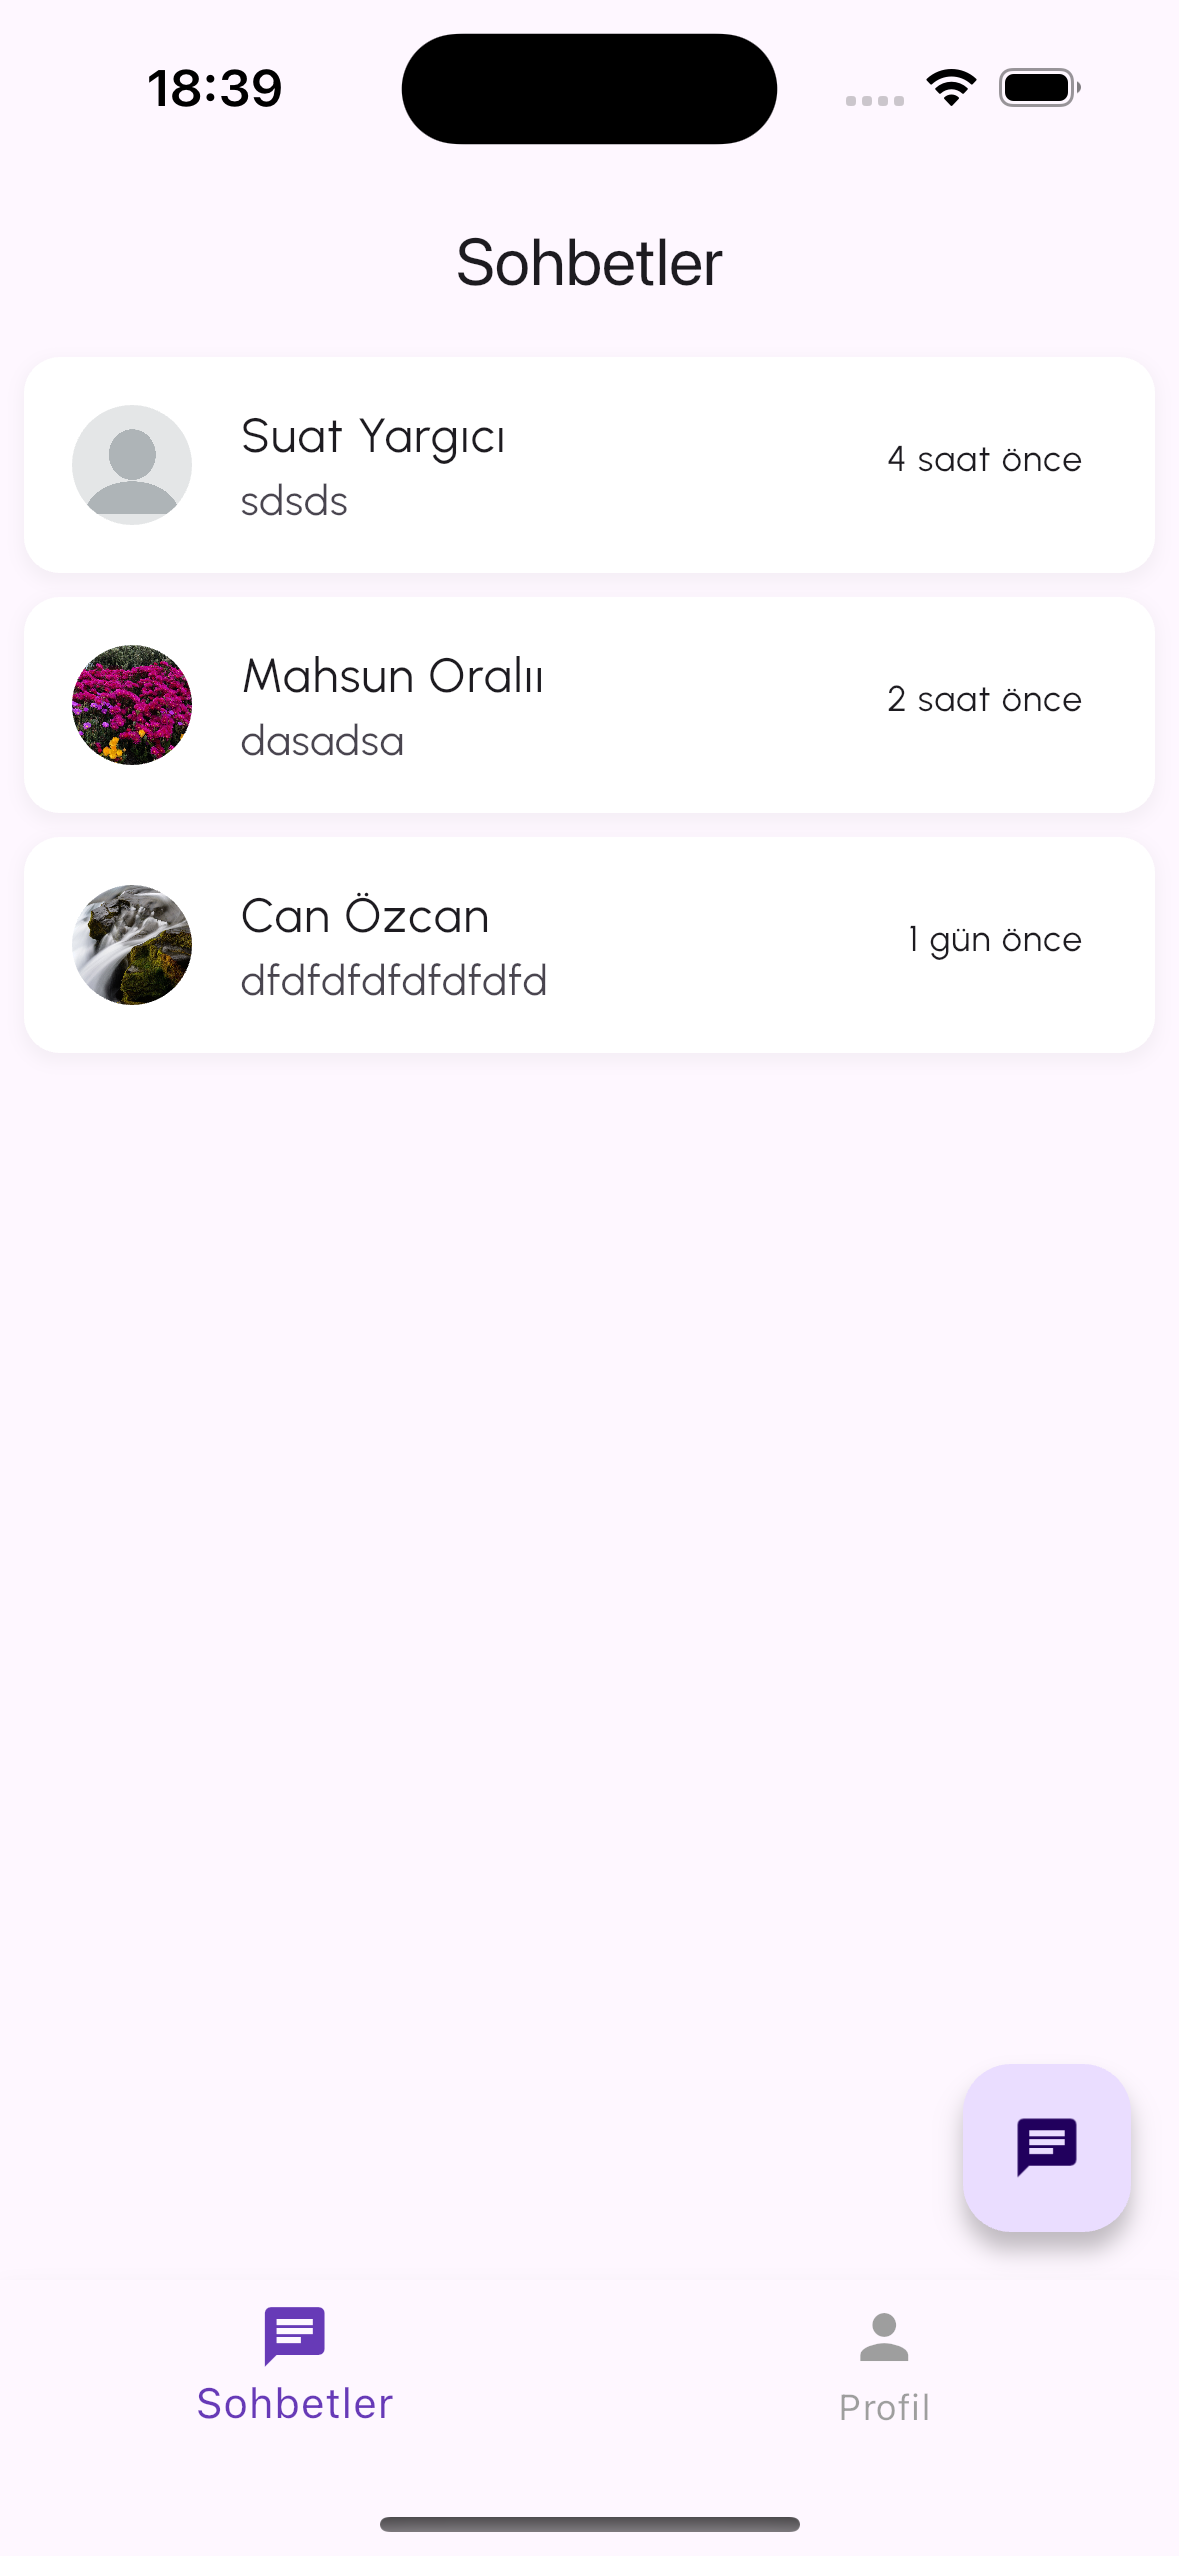 18:39
Sohbetler
Suat Yargıcı
4 saat önce
sdsds
Mahsun Oralıı
2 saat önce
dasadsa
Can Özcan
1 gün önce
dfdfdfdfdfdfdfd
Sohbetler
Profil